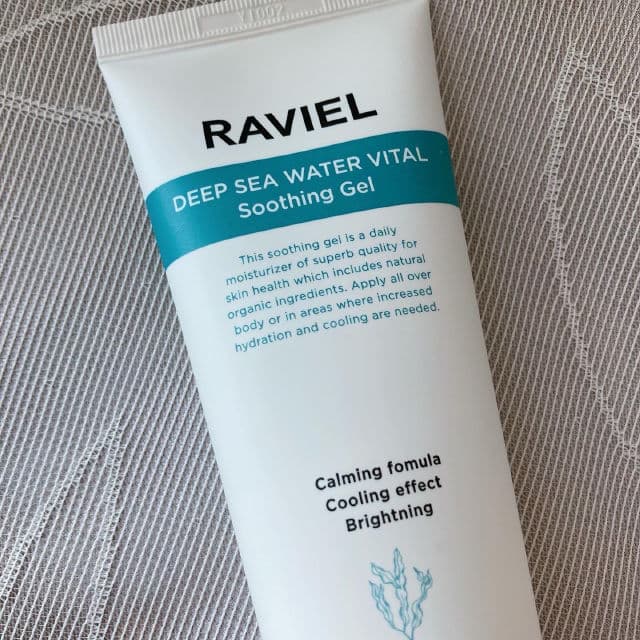 RAVIEL
DEEP SEA WATER VITAL
Soothing Gel
This soothing gel is a daily
moisturizer of superb quality for
skin health which includes natural
organic ingredients. Apply all over
body or in areas where increased
hydration and cooling are needed.
Calming fomula
Cooling effect
Brightning